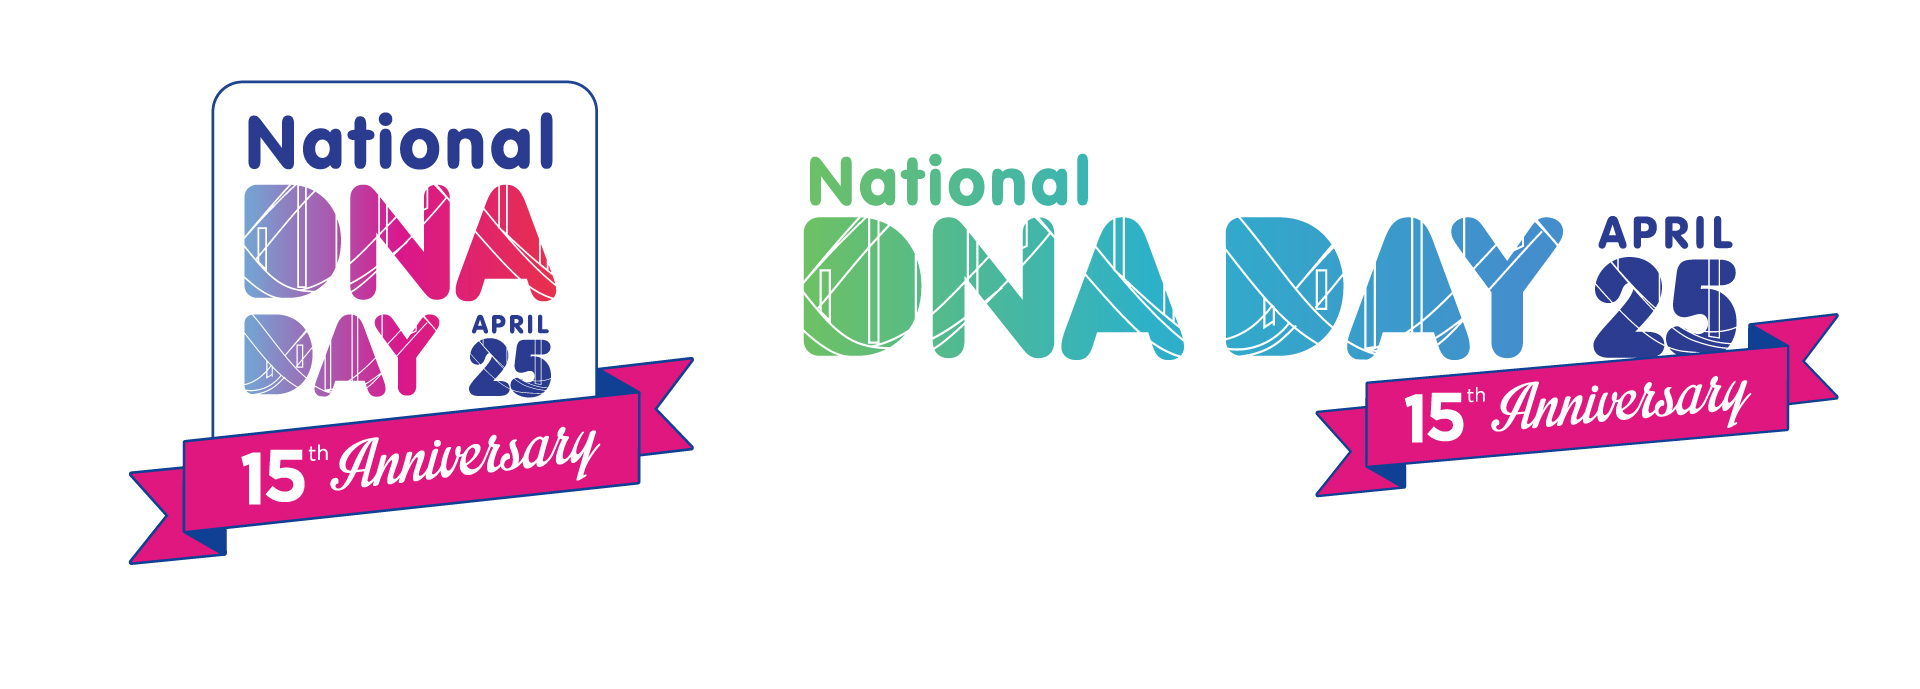 National
DNA
DAY APRIL 25
15th Anniversary
National
DNA DAY APRIL 25
15th Anniversary